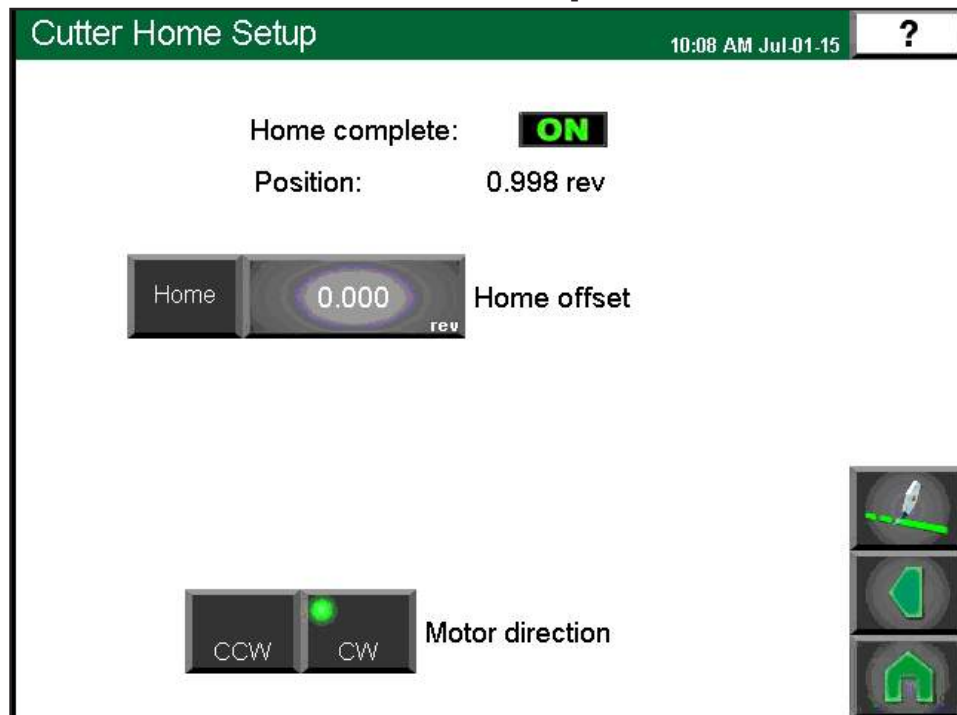 Cutter Home Setup
10:08 AM Jul-01-15
?
Home complete: ON
Position: 0.998 rev
Home 0.000 rev Home offset
CCW CW Motor direction